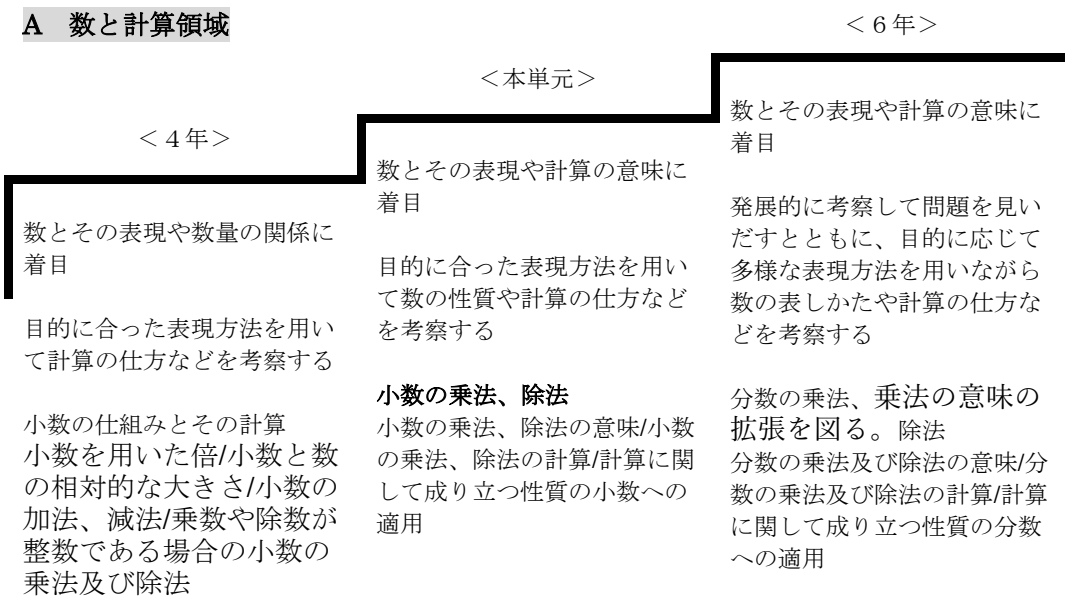 A　数と計算領域
＜４年＞
数とその表現や数量の関係に
着目
目的に合った表現方法を用い
て計算の仕方などを考察する
小数の仕組みとその計算
小数を用いた倍/小数と数
の相対的な大きさ/小数の
加法、減法/乗数や除数が
整数である場合の小数の
乗法及び除法
＜本単元＞
数とその表現や計算の意味に
着目
目的に合った表現方法を用い
て数の性質や計算の仕方など
を考察する
小数の乗法、除法
小数の乗法、除法の意味/小数
の乗法、除法の計算/計算に関
して成り立つ性質の小数への
適用
＜６年＞
数とその表現や計算の意味に
着目
発展的に考察して問題を見い
だすとともに、目的に応じて
多様な表現方法を用いながら
数の表しかたや計算の仕方な
どを考察する
分数の乗法、乗法の意味の
拡張を図る。除法
分数の乗法及び除法の意味/分
数の乗法及び除法の計算/計算
に関して成り立つ性質の分数
への適用